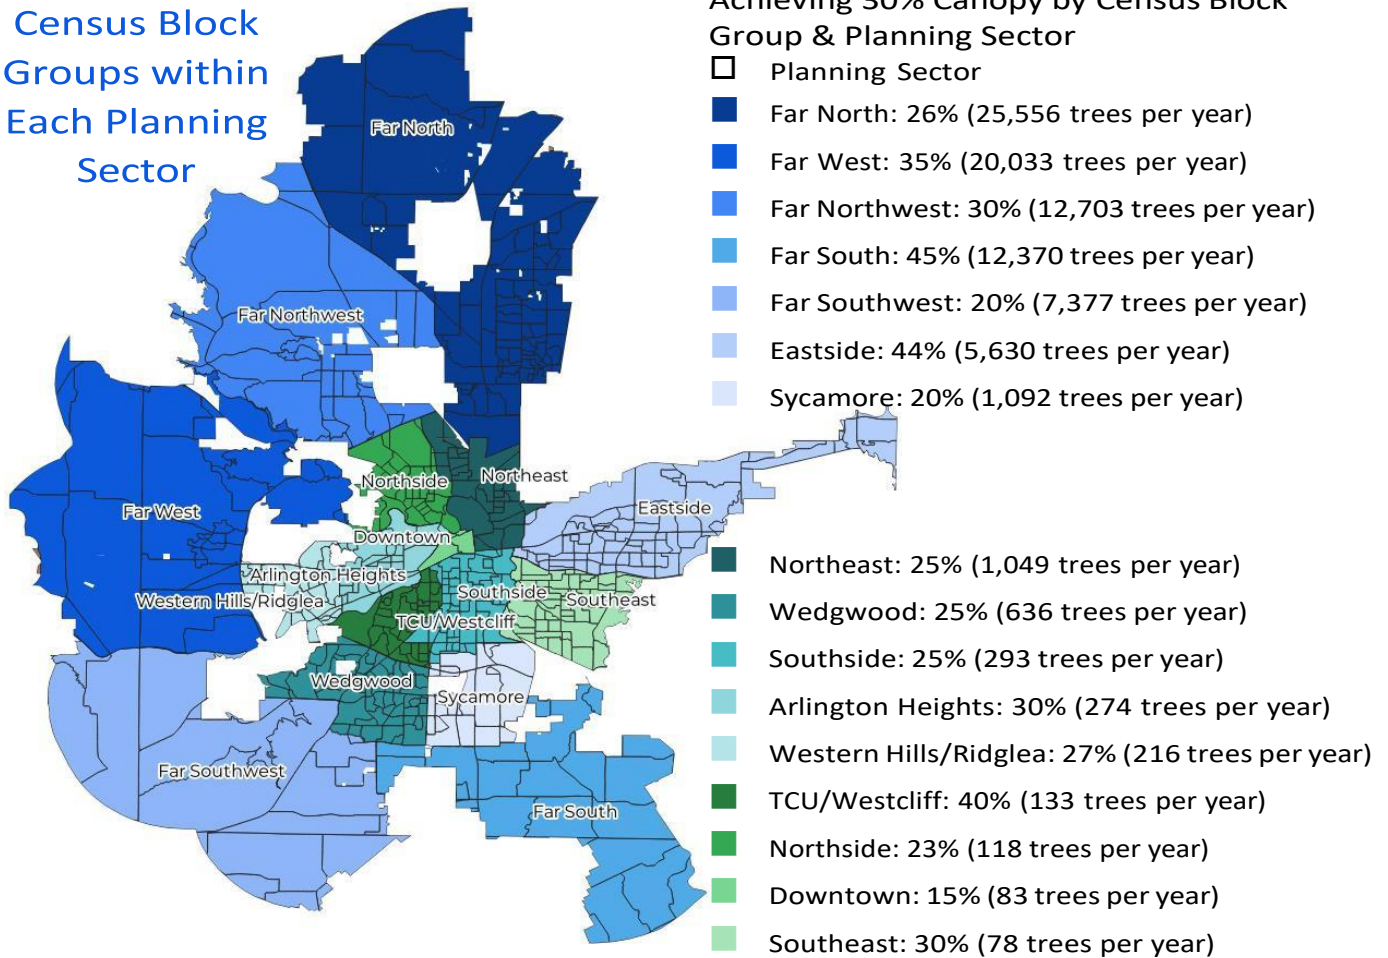 Census Block
Groups within
Each Planning
Sector
Achieving 30% Canopy by Census Block
Group & Planning Sector
Planning Sector
Far North: 26% (25,556 trees per year)
Far West: 35% (20,033 trees per year)
Far Northwest: 30% (12,703 trees per year)
Far South: 45% (12,370 trees per year)
Far Southwest: 20% (7,377 trees per year)
Eastside: 44% (5,630 trees per year)
Sycamore: 20% (1,092 trees per year)
Northeast: 25% (1,049 trees per year)
Wedgwood: 25% (636 trees per year)
Southside: 25% (293 trees per year)
Arlington Heights: 30% (274 trees per year)
Western Hills/Ridglea: 27% (216 trees per year)
TCU/Westcliff: 40% (133 trees per year)
Northside: 23% (118 trees per year)
Downtown: 15% (83 trees per year)
Southeast: 30% (78 trees per year)
Far North
Far Northwest
Northside
Northeast
Far West
Eastside
Downtown
Arlington Heights
Southside
Western Hills/Ridglea
Southeast
TCU/Westcliff
Wedgwood
Sycamore
Far Southwest
Far South